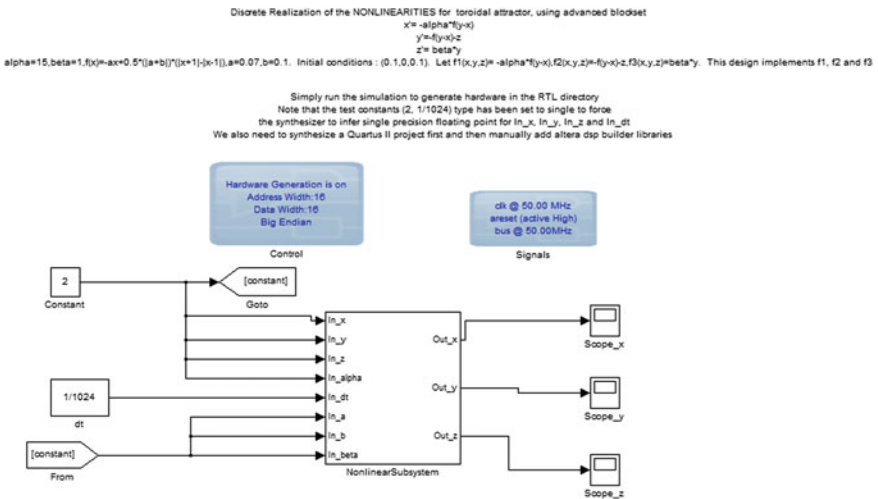 Discrete Realization of the NONLINEARITIES for toroidal attractor, using advanced blockset
x'= -alpha*f(y-x)
y'=-f(y-x)-z
z'= beta*y
alpha=15,beta=1,f(x)=-ax+0.5*(|a+b|)*(|x+1|-|x-1|),a=0.07,b=0.1. Initial conditions : (0.1,0,0.1). Let f1(x,y,z)= -alpha*f(y-x),f2(x,y,z)=-f(y-x)-z,f3(x,y,z)=beta*y. This design implements f1, f2 and f3
Simply run the simulation to generate hardware in the RTL directory
Note that the test constants (2, 1/1024) type has been set to single to force
the synthesizer to infer single precision floating point for In_x, In_y, In_z and In_dt
We also need to synthesize a Quartus II project first and then manually add altera dsp builder libraries
Hardware Generation is on
Address Width:16
Data Width:16
Big Endian
Control
clk @ 50.00 MHz
areset (active High)
bus @ 50.00MHz
Signals
2
Constant
[constant]
Goto
1/1024
dt
[constant]
From
In_x
In_y
In_z
In_alpha
In_dt
In_a
In_b
In_beta
Out_x
Out_y
Out_z
NonlinearSubsystem
Scope_x
Scope_y
Scope_z